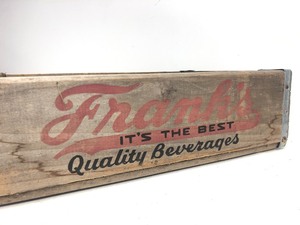 Frank's
IT'S THE BEST
Quality Beverages